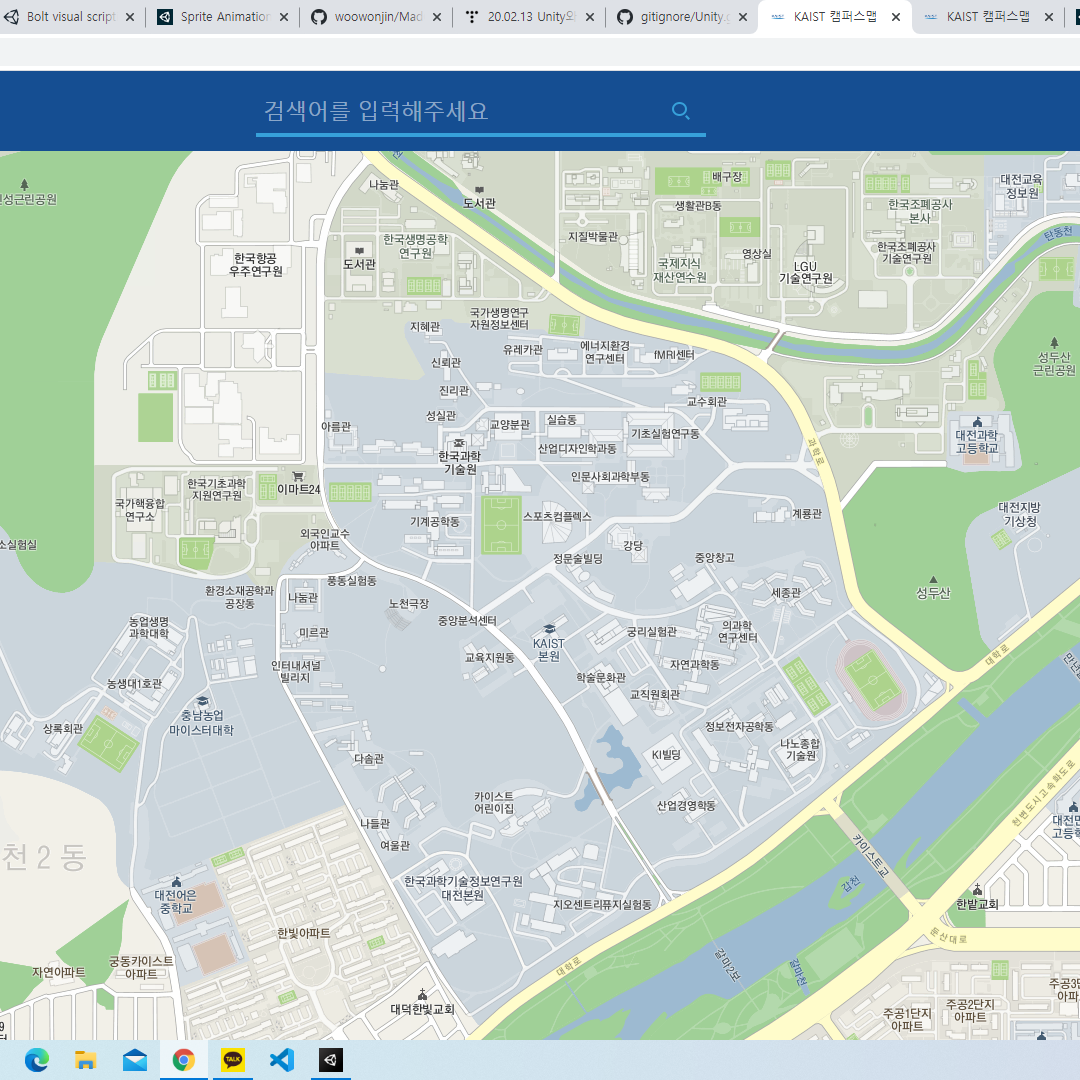 Bolt visual script
Sprite Animation
woowonjin/Mad
20.02.13 Unity와
gitignore/Unity.g
KAIST 캠퍼스맵
KAIST 캠퍼스맵
검색어를 입력해주세요
나눔관
도서관
배구장
생활관B동
대전교육
정보원
한국조폐공사
본사
신성근린공원
탄동천
한국생명공학
연구원
지질박물관
한국조폐공사
기술연구원
한국항공
우주연구원
도서관
영상실
국제지식
재산연수원
LGU
기술연구원
국가생명연구
자원정보센터
지혜관
유레카관
에너지환경
연구센터
fMRI센터
성두산
근린공원
신뢰관
진리관
교수회관
성실관
아름관
교양분관
실습동
기초실험연구동
대전과학
고등학교
한국과학
기술원
산업디자인학과동
과학로
인문사회과학부동
한국기초과학
지원연구원
이마트24
국가핵융합
연구소
기계공학동
스포츠컴플렉스
계룡관
대전지방
기상청
외국인교수
아파트
강당
소실험실
정문술빌딩
중앙창고
풍동실험동
환경소재공학과
공장동
나눔관
노천극장
세종관
성두산
중앙분석센터
농업생명
과학대학
미르관
KAIST
본원
궁리실험관
의과학
연구센터
교육지원동
인터내셔널
빌리지
자연과학동
대학로
농생대1호관
학술문화관
교직원회관
충남농업
마이스터대학
상록회관
정보전자공학동
나노종합
기술원
다솜관
KI빌딩
카이스트
어린이집
산업경영학동
천변도시고속화도로
나들관
여울관
카이스트교
천 2 동
한국과학기술정보연구원
대전본원
갑천
대전어은
중학교
지오센트리퓨지실험동
한밭교회
한빛아파트
둔산대로
궁동카이스트
아파트
자연아파트
대학로
갈마2보
갈마천
대덕한빛교회
주공1단지
아파트
주공2단지
아파트
TALK